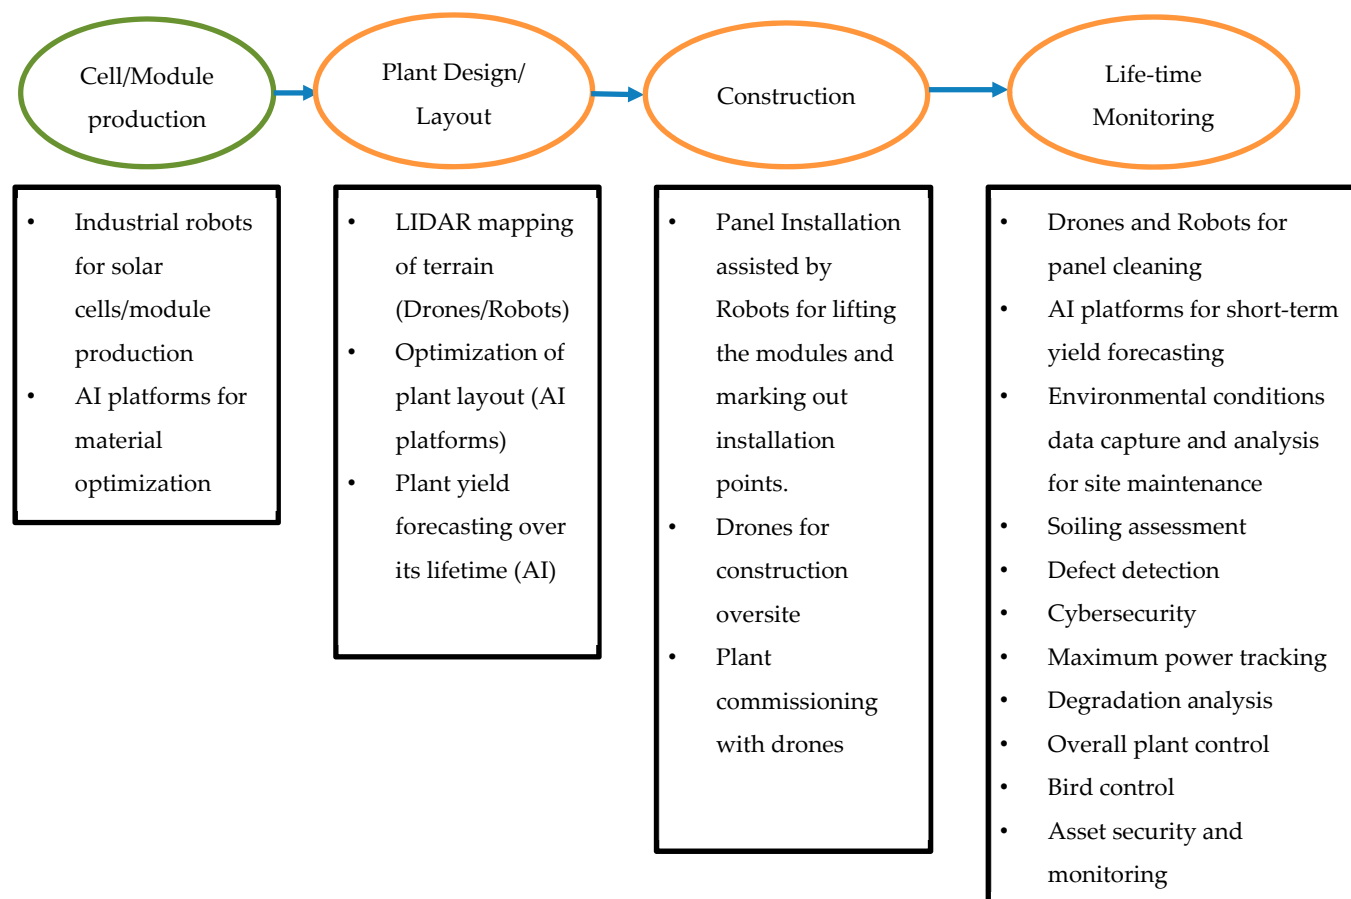 Cell/Module
production
Plant Design/
Layout
Construction
Life-time
Monitoring
• Industrial robots
for solar
cells/module
production
• AI platforms for
material
optimization
• LIDAR mapping
of terrain
(Drones/Robots)
• Optimization of
plant layout (AI
platforms)
• Plant yield
forecasting over
its lifetime (AI)
• Panel Installation
assisted by
Robots for lifting
the modules and
marking out
installation
points.
• Drones for
construction
oversite
• Plant
commissioning
with drones
• Drones and Robots for
panel cleaning
• AI platforms for short-term
yield forecasting
• Environmental conditions
data capture and analysis
for site maintenance
• Soiling assessment
• Defect detection
• Cybersecurity
• Maximum power tracking
• Degradation analysis
• Overall plant control
• Bird control
• Asset security and
monitoring